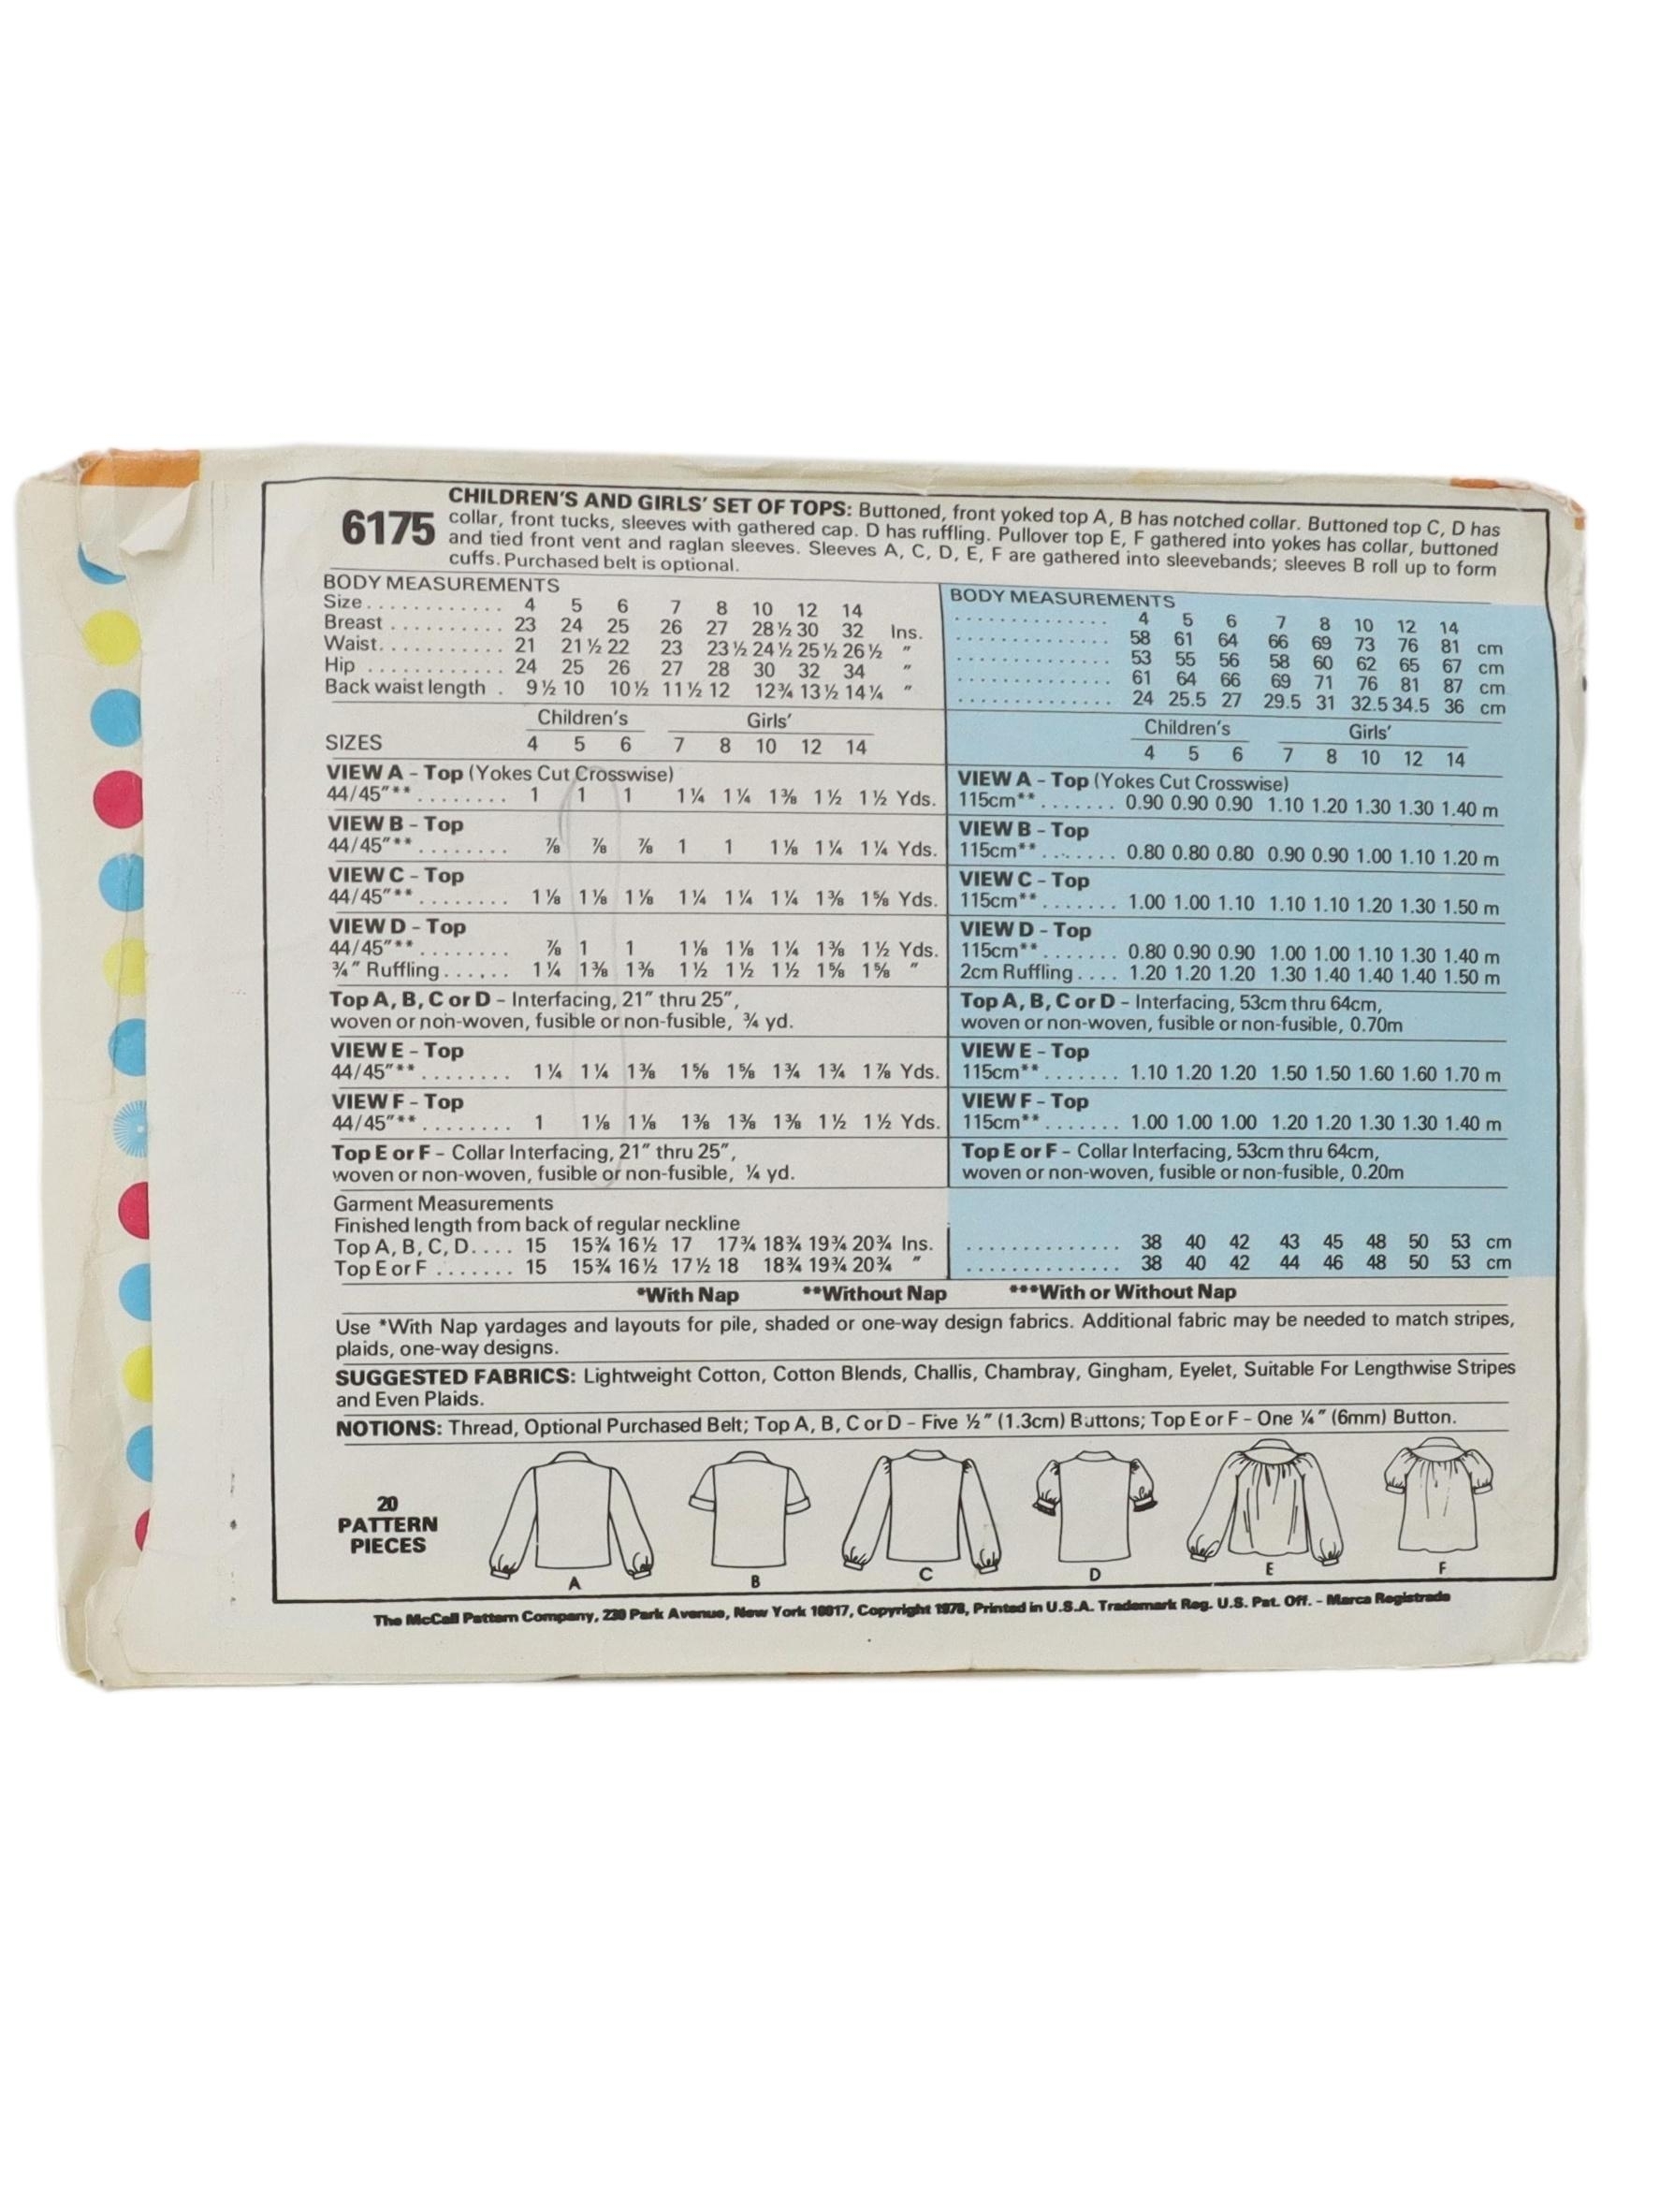 6175
CHILDREN'S AND GIRLS' SET OF TOPS: Buttoned, front yoked top A, B has notched collar. Buttoned top C, D has
collar, front tucks, sleeves with gathered cap. D has ruffling. Pullover top E, F gathered into yokes has collar, buttoned
and tied front vent and raglan sleeves. Sleeves A, C, D, E, F are gathered into sleevebands; sleeves B roll up to form
cuffs. Purchased belt is optional.
BODY MEASUREMENTS
Size. . . . . . . . . . . . 4 5 6 7 8 10 12 14
Breast . . . . . . . . . . 23 24 25 26 27 28½ 30 32 Ins.
Waist. . . . . . . . . . . 21 21½ 22 23 23½ 24½ 25½ 26½ "
Hip . . . . . . . . . . . . 24 25 26 27 28 30 32 34 "
Back waist length . 9½ 10 10½ 11½ 12 12¾ 13½ 14¼ "
Children's Girls'
SIZES 4 5 6 7 8 10 12 14
VIEW A - Top (Yokes Cut Crosswise)
44/45"** . . . . . . . . 1 1 1 1¼ 1¼ 1⅜ 1½ 1½ Yds.
VIEW B - Top
44/45"** . . . . . . . . ⅞ ⅞ ⅞ 1 1 1⅛ 1¼ 1¼ Yds.
VIEW C - Top
44/45"** . . . . . . . . 1⅛ 1⅛ 1⅛ 1¼ 1¼ 1¼ 1⅜ 1⅝ Yds.
VIEW D - Top
44/45"** . . . . . . . . ⅞ 1 1 1⅛ 1⅛ 1¼ 1⅜ 1½ Yds.
¾" Ruffling . . . . . . 1¼ 1⅜ 1⅜ 1½ 1½ 1½ 1⅝ 1⅝ "
Top A, B, C or D - Interfacing, 21" thru 25",
woven or non-woven, fusible or non-fusible, ¾ yd.
VIEW E - Top
44/45"** . . . . . . . . 1¼ 1¼ 1⅜ 1⅝ 1⅝ 1¾ 1¾ 1⅞ Yds.
VIEW F - Top
44/45"** . . . . . . . . 1 1⅛ 1⅛ 1⅜ 1⅜ 1⅜ 1½ 1½ Yds.
Top E or F - Collar Interfacing, 21" thru 25",
woven or non-woven, fusible or non-fusible, ¼ yd.
Garment Measurements
Finished length from back of regular neckline
Top A, B, C, D. . . . 15 15¾ 16½ 17 17¾ 18¾ 19¾ 20¾ Ins.
Top E or F . . . . . . . 15 15¾ 16½ 17½ 18 18¾ 19¾ 20¾ "
BODY MEASUREMENTS
. . . . . . . . . . . . . . 4 5 6 7 8 10 12 14
. . . . . . . . . . . . . . 58 61 64 66 69 73 76 81 cm
. . . . . . . . . . . . . . 53 55 56 58 60 62 65 67 cm
. . . . . . . . . . . . . . 61 64 66 69 71 76 81 87 cm
. . . . . . . . . . . . . . 24 25.5 27 29.5 31 32.5 34.5 36 cm
Children's Girls'
4 5 6 7 8 10 12 14
VIEW A - Top (Yokes Cut Crosswise)
115cm** . . . . . . . 0.90 0.90 0.90 1.10 1.20 1.30 1.30 1.40 m
VIEW B - Top
115cm** . . . . . . . 0.80 0.80 0.80 0.90 0.90 1.00 1.10 1.20 m
VIEW C - Top
115cm** . . . . . . . 1.00 1.00 1.10 1.10 1.10 1.20 1.30 1.50 m
VIEW D - Top
115cm** . . . . . . . 0.80 0.90 0.90 1.00 1.00 1.10 1.30 1.40 m
2cm Ruffling . . . . 1.20 1.20 1.20 1.30 1.40 1.40 1.40 1.50 m
Top A, B, C or D - Interfacing, 53cm thru 64cm,
woven or non-woven, fusible or non-fusible, 0.70m
VIEW E - Top
115cm** . . . . . . . 1.10 1.20 1.20 1.50 1.50 1.60 1.60 1.70 m
VIEW F - Top
115cm** . . . . . . . 1.00 1.00 1.00 1.20 1.20 1.30 1.30 1.40 m
Top E or F - Collar Interfacing, 53cm thru 64cm,
woven or non-woven, fusible or non-fusible, 0.20m
. . . . . . . . . . . . . . 38 40 42 43 45 48 50 53 cm
. . . . . . . . . . . . . . 38 40 42 44 46 48 50 53 cm
*With Nap **Without Nap ***With or Without Nap
Use *With Nap yardages and layouts for pile, shaded or one-way design fabrics. Additional fabric may be needed to match stripes,
plaids, one-way designs.
SUGGESTED FABRICS: Lightweight Cotton, Cotton Blends, Challis, Chambray, Gingham, Eyelet, Suitable For Lengthwise Stripes
and Even Plaids.
NOTIONS: Thread, Optional Purchased Belt; Top A, B, C or D - Five ½" (1.3cm) Buttons; Top E or F - One ¼" (6mm) Button.
20
PATTERN
PIECES
A B C D E F
The McCall Pattern Company, 230 Park Avenue, New York 10017, Copyright 1978, Printed in U.S.A. Trademark Reg. U.S. Pat. Off. - Marca Registrada